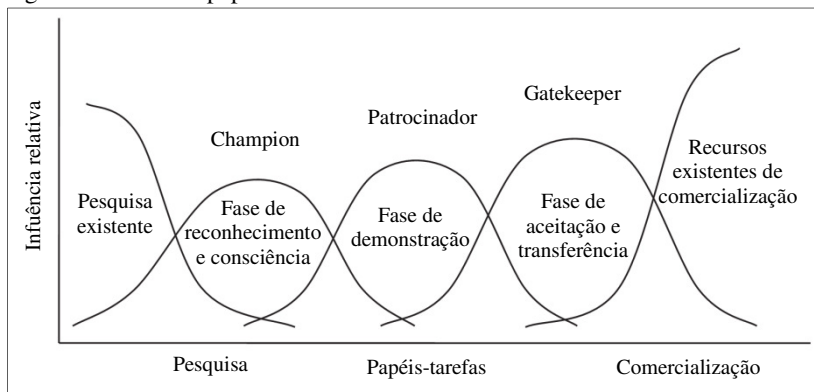 Infuência relativa
Champion
Patrocinador
Gatekeeper
Pesquisa
existente
Fase de
reconhecimento
e consciência
Fase de
demonstração
Fase de
aceitação e
transferência
Recursos
existentes de
comercialização
Pesquisa
Papéis-tarefas
Comercialização